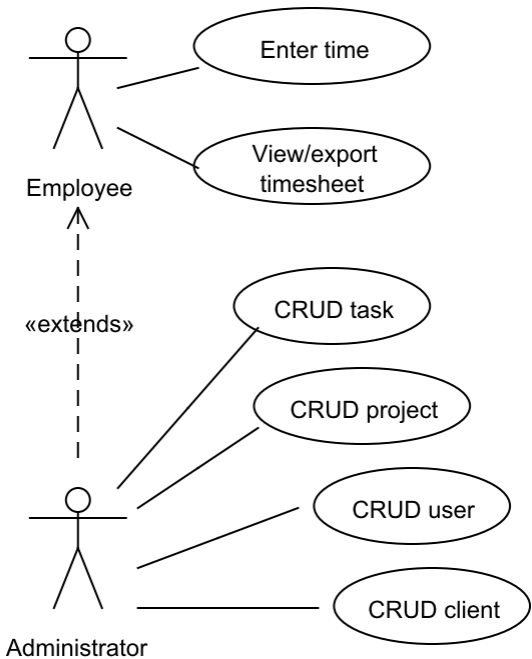 Enter time
View/export
timesheet
Employee
«extends»
CRUD task
CRUD project
CRUD user
CRUD client
Administrator